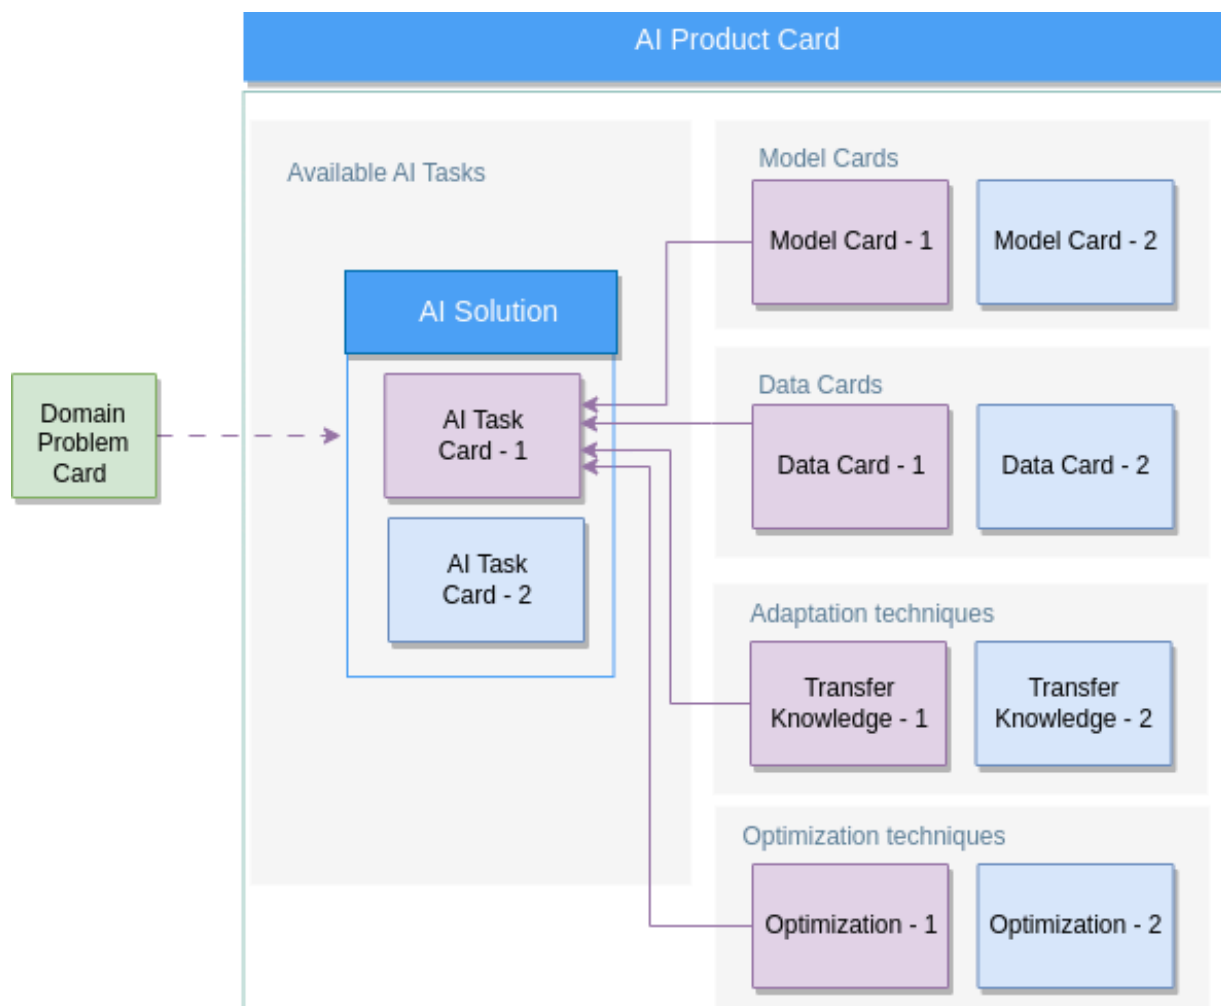 AI Product Card
Available AI Tasks
AI Solution
AI Task
Card - 1
AI Task
Card - 2
Domain
Problem
Card
Model Cards
Model Card - 1
Model Card - 2
Data Cards
Data Card - 1
Data Card - 2
Adaptation techniques
Transfer
Knowledge - 1
Transfer
Knowledge - 2
Optimization techniques
Optimization - 1
Optimization - 2